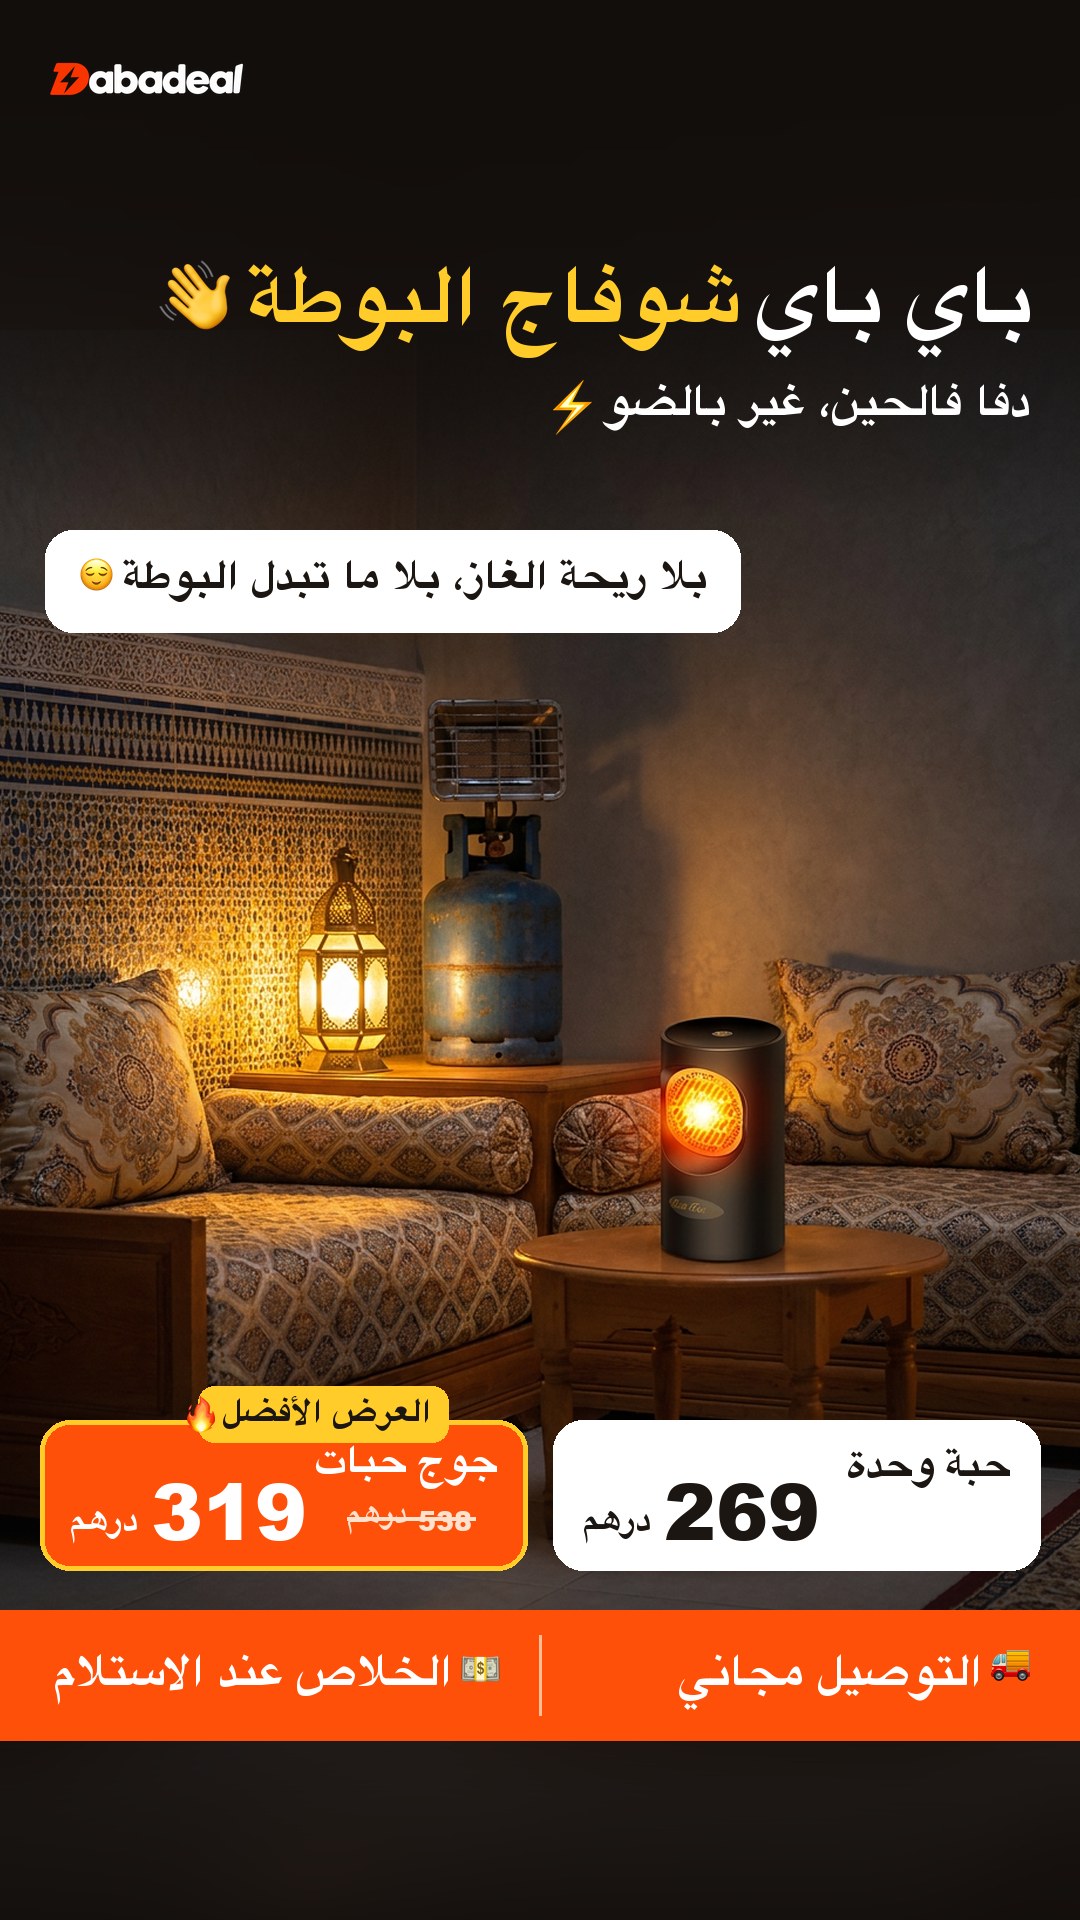 Dabadeal
باي باي شوفاج البوطة 👋
دفا فالحين، غير بالضو ⚡
بلا ريحة الغاز، بلا ما تبدل البوطة 😌
حبة وحدة
269 درهم
العرض الأفضل 🔥
جوج حبات
538 درهم
319 درهم
🚚 التوصيل مجاني
💵 الخلاص عند الاستلام